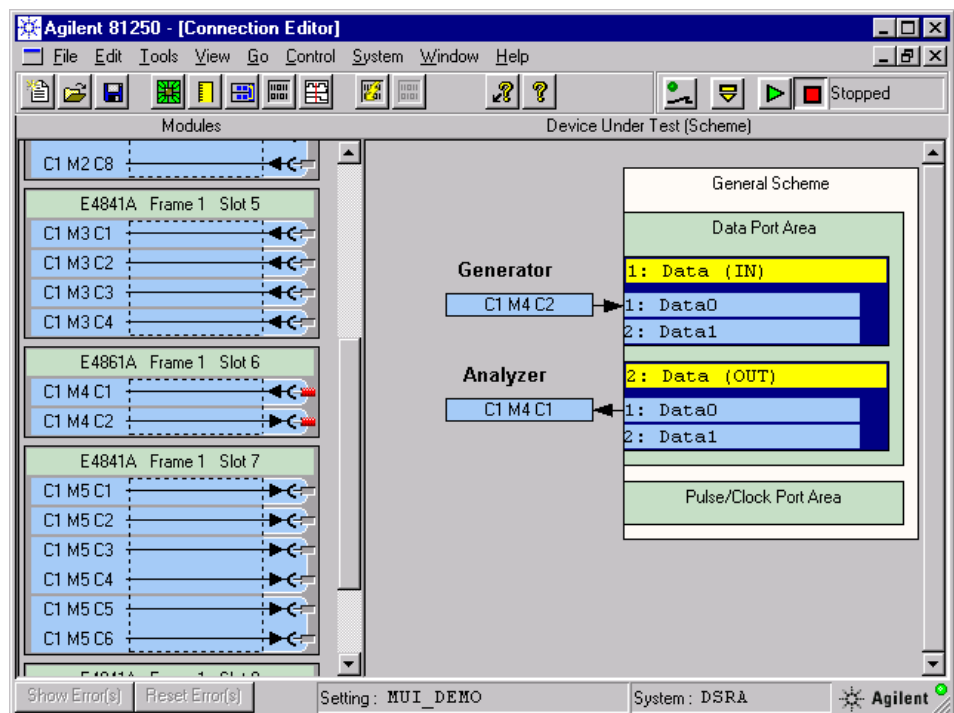 Agilent 81250 - [Connection Editor]
File Edit Tools View Go Control System Window Help
Stopped
Modules
Device Under Test (Scheme)
C1 M2 C8
E4841A Frame 1 Slot 5
C1 M3 C1
C1 M3 C2
C1 M3 C3
C1 M3 C4
E4861A Frame 1 Slot 6
C1 M4 C1
C1 M4 C2
E4841A Frame 1 Slot 7
C1 M5 C1
C1 M5 C2
C1 M5 C3
C1 M5 C4
C1 M5 C5
C1 M5 C6
General Scheme
Data Port Area
Generator
1: Data (IN)
C1 M4 C2
1: Data0
2: Data1
Analyzer
2: Data (OUT)
C1 M4 C1
1: Data0
2: Data1
Pulse/Clock Port Area
Show Error(s) Reset Error(s) Setting : MUI_DEMO System : DSRA Agilent